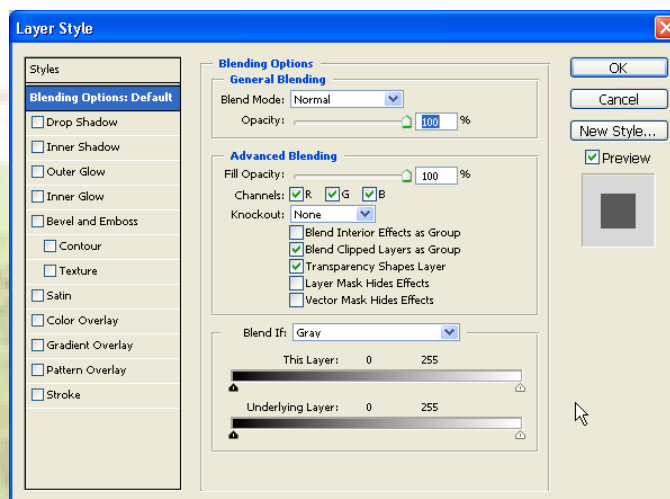 Layer Style
Styles
Blending Options: Default
Drop Shadow
Inner Shadow
Outer Glow
Inner Glow
Bevel and Emboss
Contour
Texture
Satin
Color Overlay
Gradient Overlay
Pattern Overlay
Stroke
Blending Options
General Blending
Blend Mode: Normal
Opacity: 100 %
Advanced Blending
Fill Opacity: 100 %
Channels: R G B
Knockout: None
Blend Interior Effects as Group
Blend Clipped Layers as Group
Transparency Shapes Layer
Layer Mask Hides Effects
Vector Mask Hides Effects
Blend If: Gray
This Layer: 0 255
Underlying Layer: 0 255
OK
Cancel
New Style...
Preview